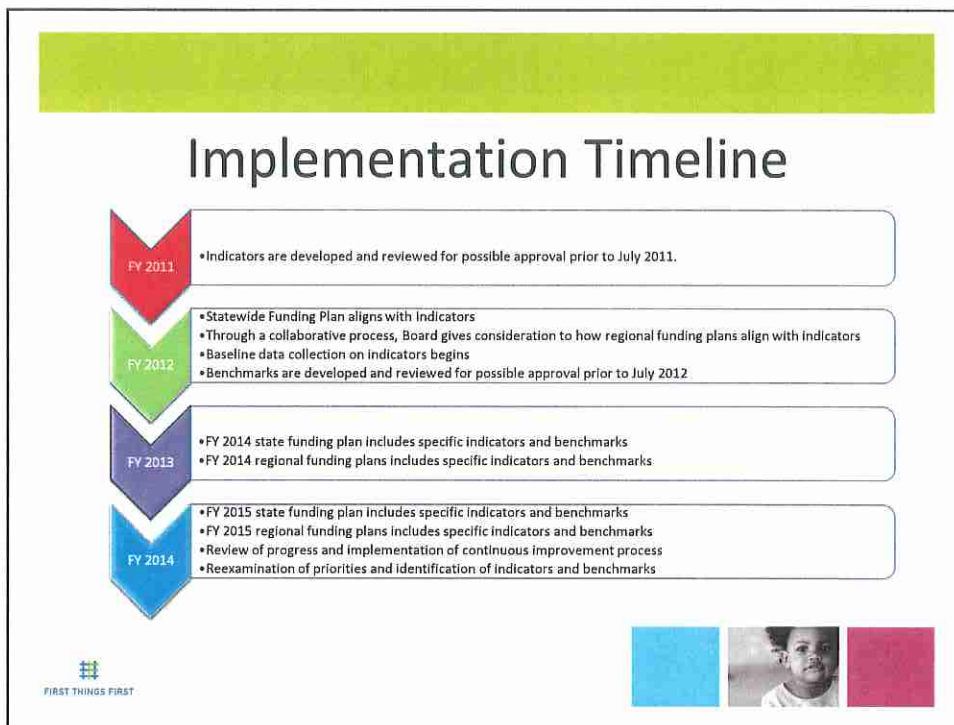 Implementation Timeline
FY 2011
•Indicators are developed and reviewed for possible approval prior to July 2011.
FY 2012
•Statewide Funding Plan aligns with Indicators
•Through a collaborative process, Board gives consideration to how regional funding plans align with indicators
•Baseline data collection on indicators begins
•Benchmarks are developed and reviewed for possible approval prior to July 2012
FY 2013
•FY 2014 state funding plan includes specific indicators and benchmarks
•FY 2014 regional funding plans includes specific indicators and benchmarks
FY 2014
•FY 2015 state funding plan includes specific indicators and benchmarks
•FY 2015 regional funding plans includes specific indicators and benchmarks
•Review of progress and implementation of continuous improvement process
•Reexamination of priorities and identification of indicators and benchmarks
FIRST THINGS FIRST